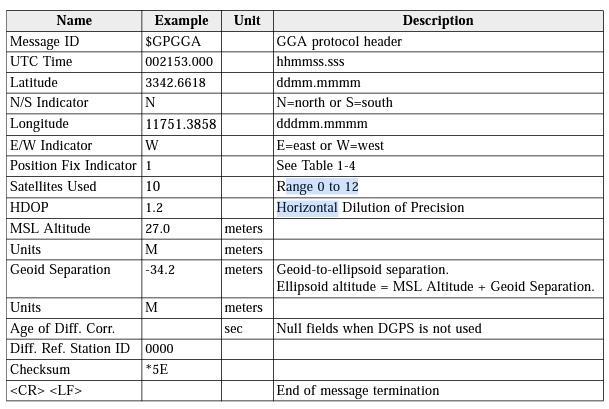 Name Example Unit Description
Message ID $GPGGA GGA protocol header
UTC Time 002153.000 hhmmss.sss
Latitude 3342.6618 ddmm.mmmm
N/S Indicator N N=north or S=south
Longitude 11751.3858 dddmm.mmmm
E/W Indicator W E=east or W=west
Position Fix Indicator 1 See Table 1-4
Satellites Used 10 Range 0 to 12
HDOP 1.2 Horizontal Dilution of Precision
MSL Altitude 27.0 meters
Units M meters
Geoid Separation -34.2 meters Geoid-to-ellipsoid separation.
Ellipsoid altitude = MSL Altitude + Geoid Separation.
Units M meters
Age of Diff. Corr. sec Null fields when DGPS is not used
Diff. Ref. Station ID 0000
Checksum *5E
<CR> <LF> End of message termination